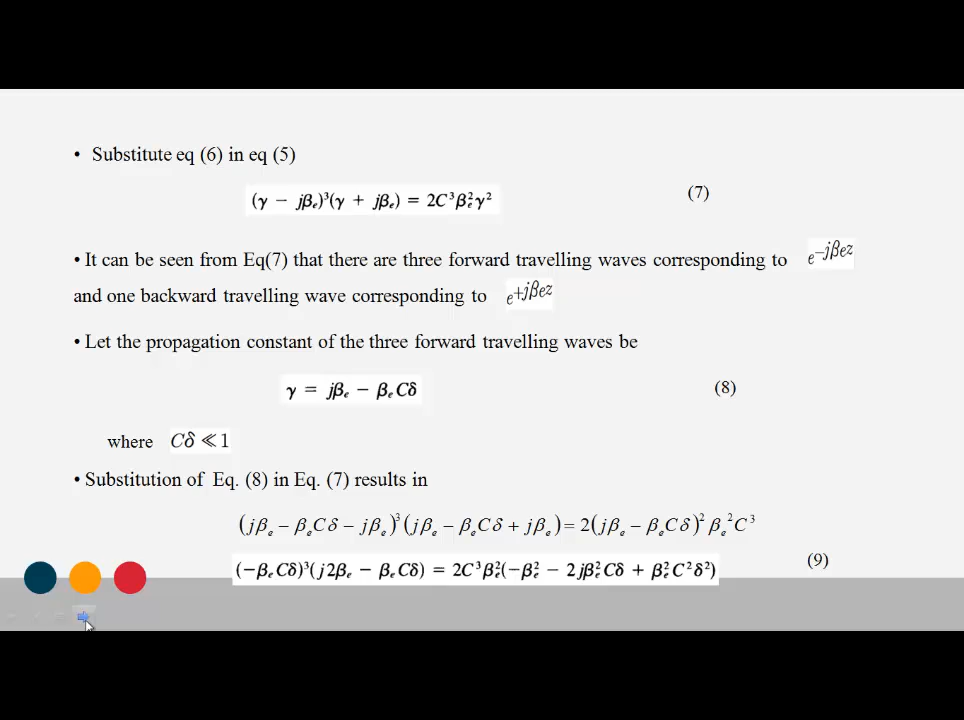 • Substitute eq (6) in eq (5)
(γ − jβₑ)³(γ + jβₑ) = 2C³βₑ²γ² (7)
• It can be seen from Eq(7) that there are three forward travelling waves corresponding to e^−jβez
and one backward travelling wave corresponding to e^+jβez
• Let the propagation constant of the three forward travelling waves be
γ = jβₑ − βₑCδ (8)
where Cδ ≪ 1
• Substitution of Eq. (8) in Eq. (7) results in
(jβₑ − βₑCδ − jβₑ)³(jβₑ − βₑCδ + jβₑ) = 2(jβₑ − βₑCδ)²βₑ²C³
(−βₑCδ)³(j2βₑ − βₑCδ) = 2C³βₑ²(−βₑ² − 2jβₑ²Cδ + βₑ²C²δ²) (9)